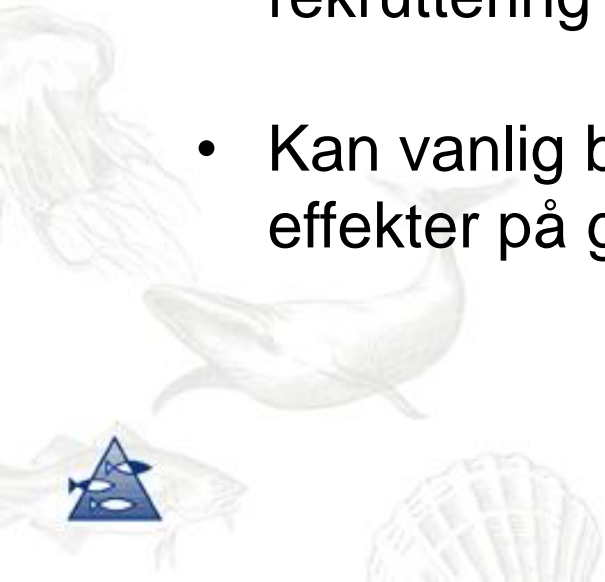 rekruttering
• Kan vanlig
effekter på